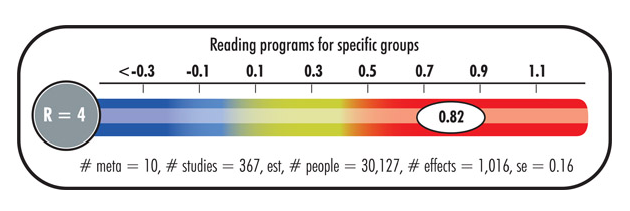 Reading programs for specific groups
<-0.3 -0.1 0.1 0.3 0.5 0.7 0.9 1.1
R = 4
0.82
# meta = 10, # studies = 367, est, # people = 30,127, # effects = 1,016, se = 0.16